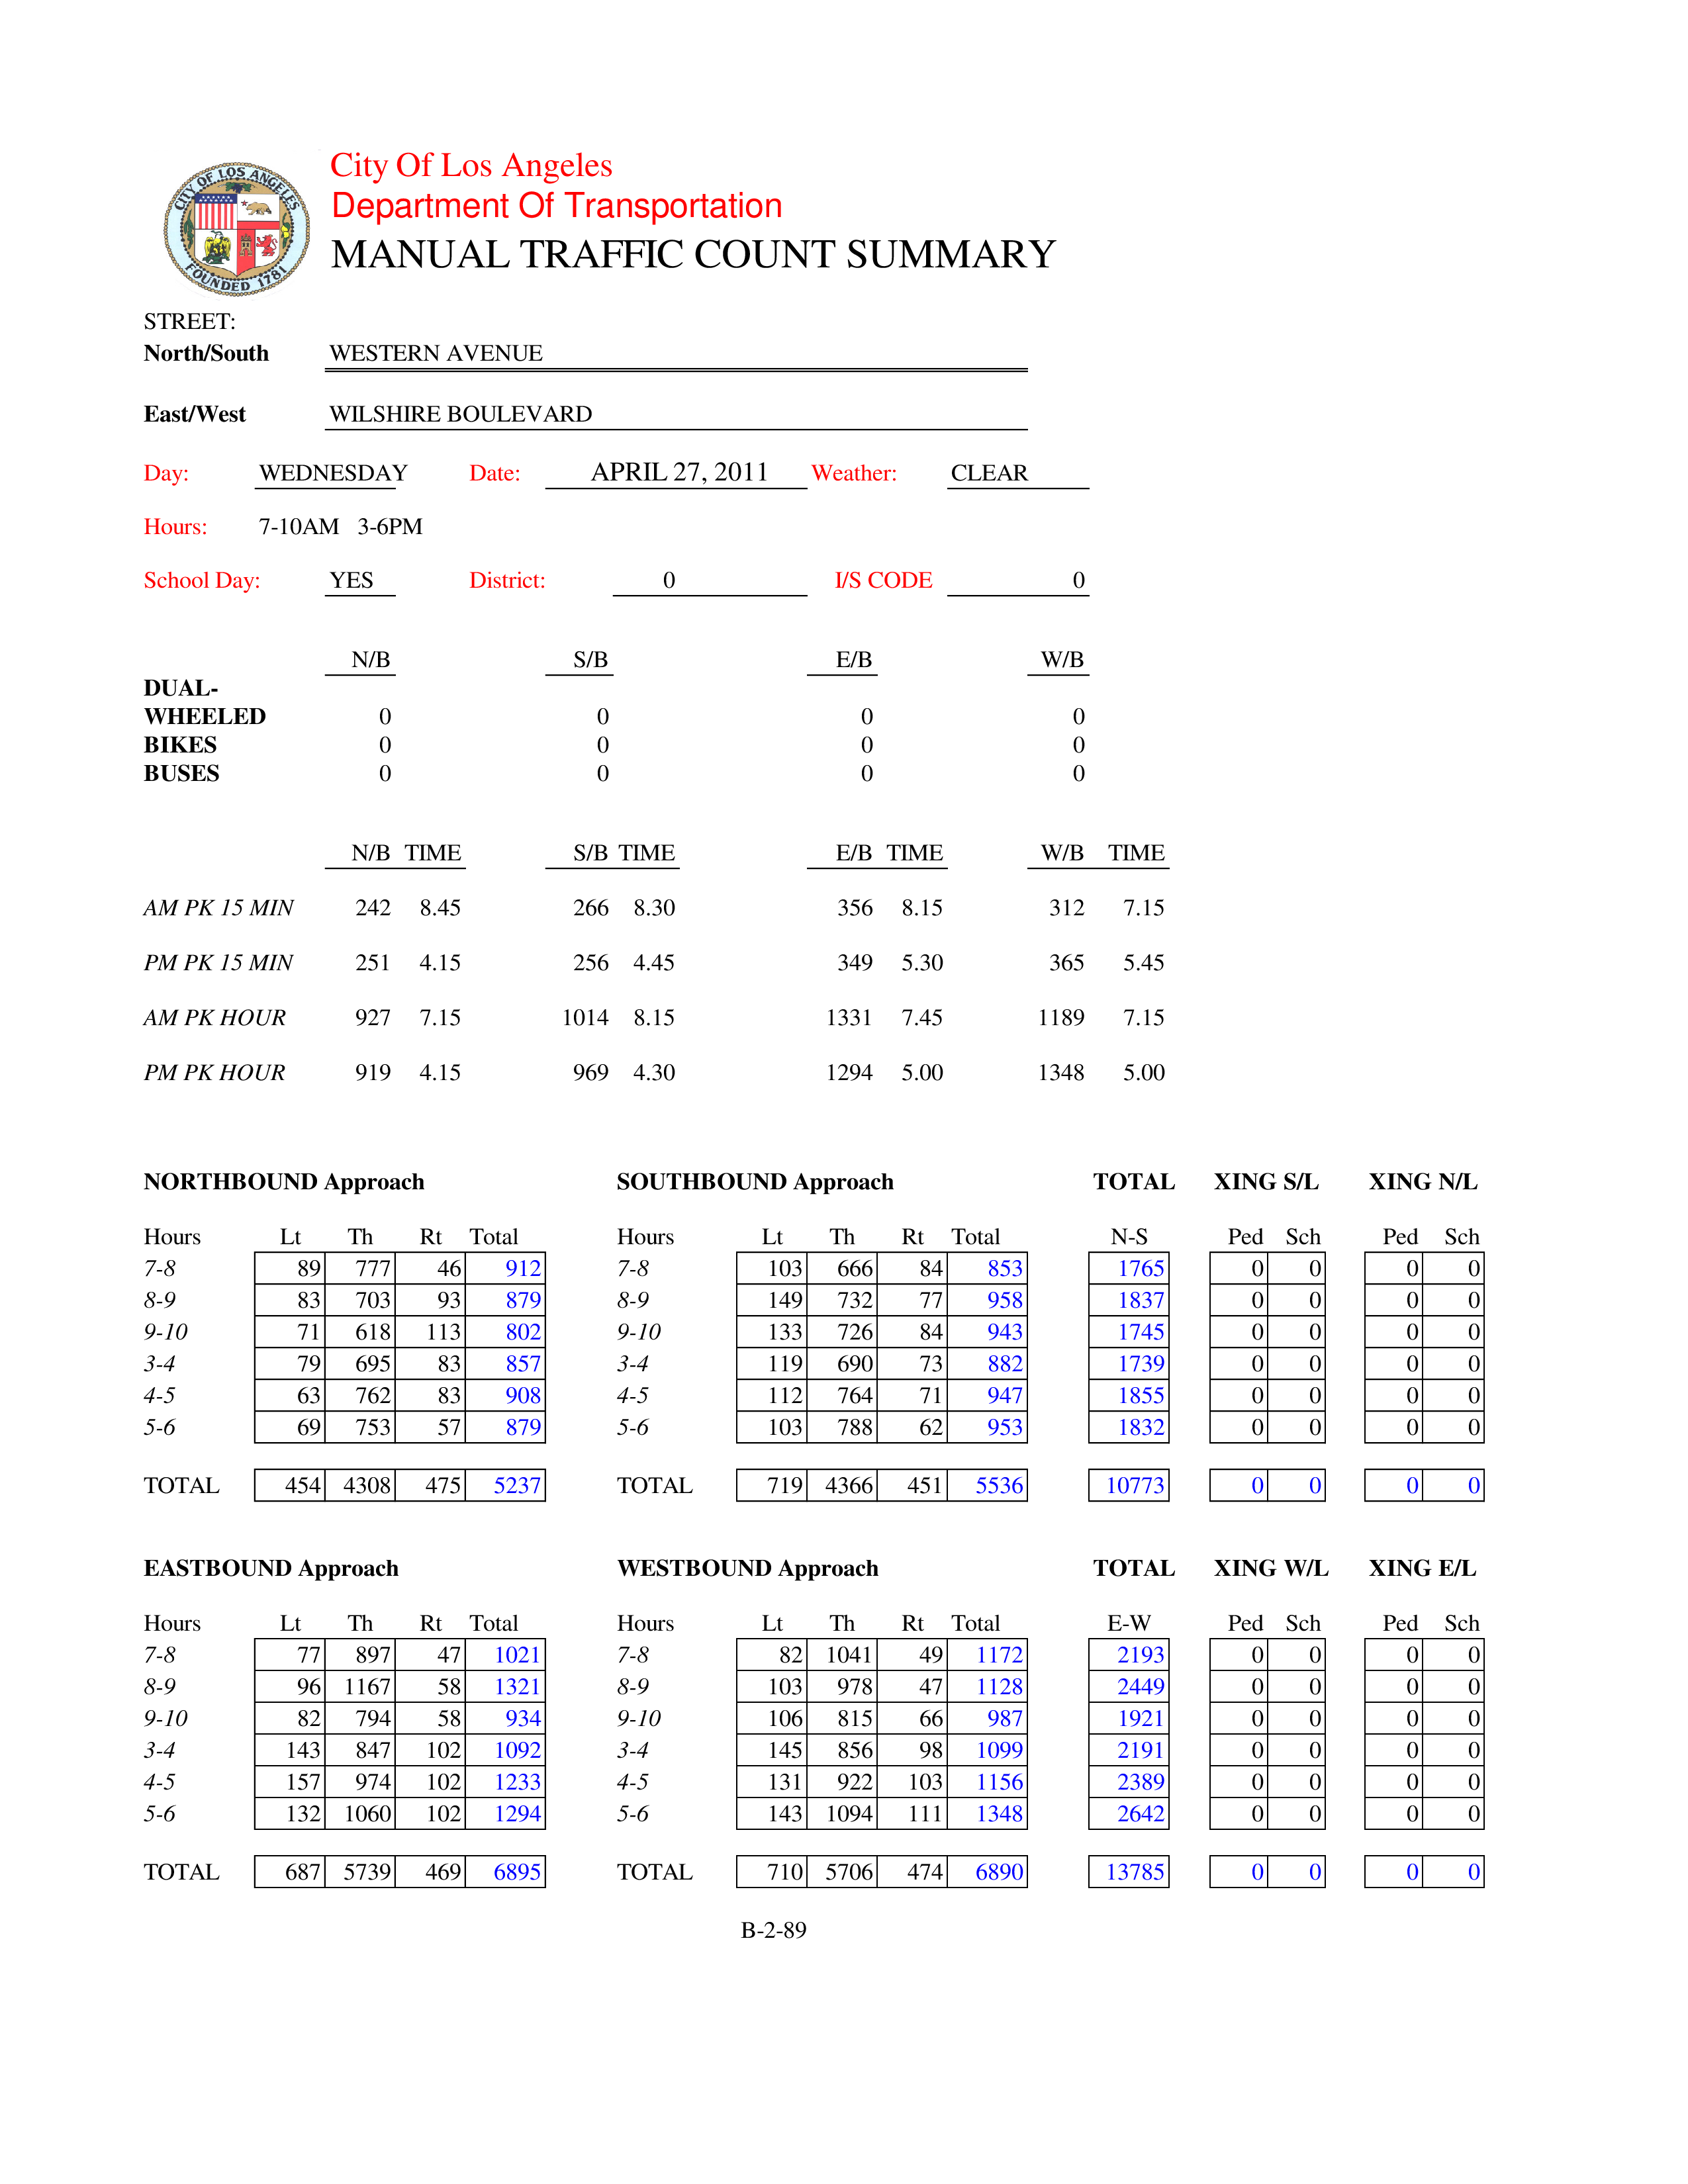 CITY OF LOS ANGELES
FOUNDED 1781
City Of Los Angeles
Department Of Transportation
MANUAL TRAFFIC COUNT SUMMARY
STREET:
North/South WESTERN AVENUE
East/West WILSHIRE BOULEVARD
Day: WEDNESDAY Date: APRIL 27, 2011 Weather: CLEAR
Hours: 7-10AM 3-6PM
School Day: YES District: 0 I/S CODE 0
N/B S/B E/B W/B
DUAL-
WHEELED 0 0 0 0
BIKES 0 0 0 0
BUSES 0 0 0 0
N/B TIME S/B TIME E/B TIME W/B TIME
AM PK 15 MIN 242 8.45 266 8.30 356 8.15 312 7.15
PM PK 15 MIN 251 4.15 256 4.45 349 5.30 365 5.45
AM PK HOUR 927 7.15 1014 8.15 1331 7.45 1189 7.15
PM PK HOUR 919 4.15 969 4.30 1294 5.00 1348 5.00
NORTHBOUND Approach SOUTHBOUND Approach TOTAL XING S/L XING N/L
Hours Lt Th Rt Total Hours Lt Th Rt Total N-S Ped Sch Ped Sch
7-8 89 777 46 912 7-8 103 666 84 853 1765 0 0 0 0
8-9 83 703 93 879 8-9 149 732 77 958 1837 0 0 0 0
9-10 71 618 113 802 9-10 133 726 84 943 1745 0 0 0 0
3-4 79 695 83 857 3-4 119 690 73 882 1739 0 0 0 0
4-5 63 762 83 908 4-5 112 764 71 947 1855 0 0 0 0
5-6 69 753 57 879 5-6 103 788 62 953 1832 0 0 0 0
TOTAL 454 4308 475 5237 TOTAL 719 4366 451 5536 10773 0 0 0 0
EASTBOUND Approach WESTBOUND Approach TOTAL XING W/L XING E/L
Hours Lt Th Rt Total Hours Lt Th Rt Total E-W Ped Sch Ped Sch
7-8 77 897 47 1021 7-8 82 1041 49 1172 2193 0 0 0 0
8-9 96 1167 58 1321 8-9 103 978 47 1128 2449 0 0 0 0
9-10 82 794 58 934 9-10 106 815 66 987 1921 0 0 0 0
3-4 143 847 102 1092 3-4 145 856 98 1099 2191 0 0 0 0
4-5 157 974 102 1233 4-5 131 922 103 1156 2389 0 0 0 0
5-6 132 1060 102 1294 5-6 143 1094 111 1348 2642 0 0 0 0
TOTAL 687 5739 469 6895 TOTAL 710 5706 474 6890 13785 0 0 0 0
B-2-89